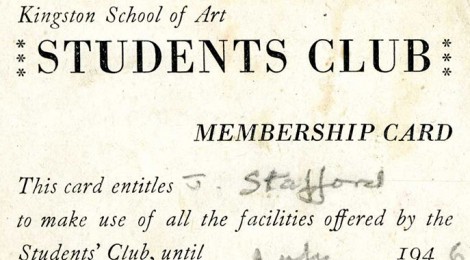 Kingston School of Art
STUDENTS CLUB
MEMBERSHIP CARD
This card entitles J. Stafford
to make use of all the facilities offered by the
Students' Club, until 1946